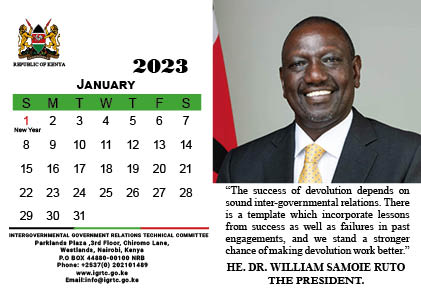 REPUBLIC OF KENYA
2023
JANUARY
S M T W T F S
1 2 3 4 5 6 7
New Year
8 9 10 11 12 13 14
15 16 17 18 19 20 21
22 23 24 25 26 27 28
29 30 31
INTERGOVERNMENTAL GOVERNMENT RELATIONS TECHNICAL COMMITTEE
Parklands Plaza ,3rd Floor, Chiromo Lane,
Westlands, Nairobi, Kenya
P.O BOX 44880-00100 NRB
Phone: +2537(0) 202101489
www.igrtc.go.ke
Email:info@igrtc.go.ke
“The success of devolution depends on
sound inter-governmental relations. There
is a template which incorporate lessons
from success as well as failures in past
engagements, and we stand a stronger
chance of making devolution work better.”
HE. DR. WILLIAM SAMOIE RUTO
THE PRESIDENT.